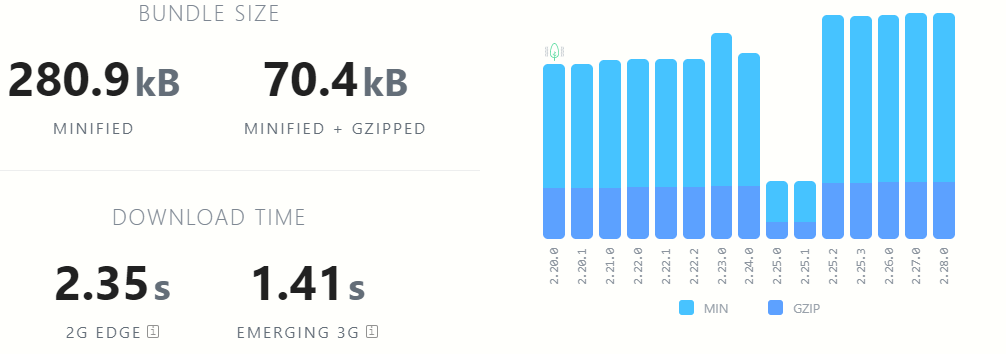 BUNDLE SIZE
280.9 kB
MINIFIED
70.4 kB
MINIFIED + GZIPPED
DOWNLOAD TIME
2.35 s
2G EDGE i
1.41 s
EMERGING 3G i
2.20.0
2.20.1
2.21.0
2.22.0
2.22.1
2.22.2
2.23.0
2.24.0
2.25.0
2.25.1
2.25.2
2.25.3
2.26.0
2.27.0
2.28.0
MIN
GZIP